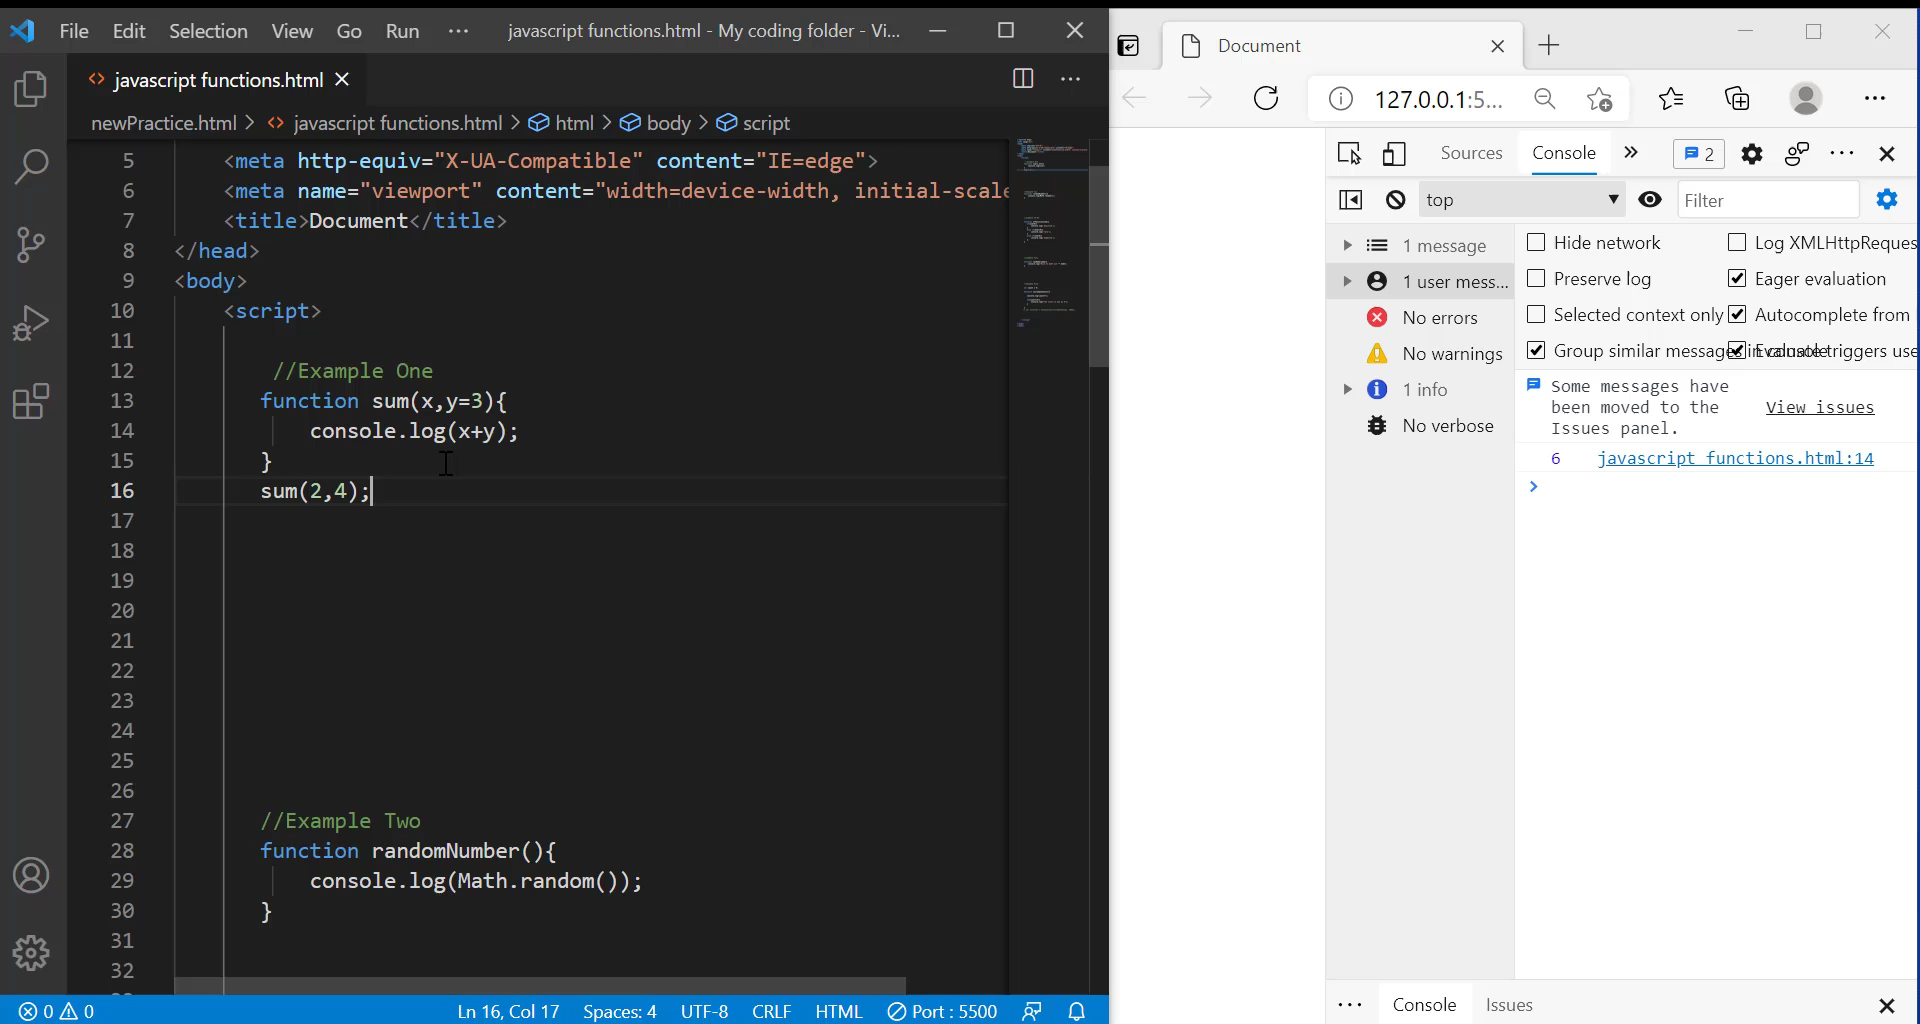 File Edit Selection View Go Run ··· javascript functions.html - My coding folder - Vi...
javascript functions.html
newPractice.html > javascript functions.html > html > body > script
5 <meta http-equiv="X-UA-Compatible" content="IE=edge">
6 <meta name="viewport" content="width=device-width, initial-scale
7 <title>Document</title>
8 </head>
9 <body>
10 <script>
11
12 //Example One
13 function sum(x,y=3){
14 console.log(x+y);
15 }
16 sum(2,4);
17
18
19
20
21
22
23
24
25
26
27 //Example Two
28 function randomNumber(){
29 console.log(Math.random());
30 }
31
32
0 0 Ln 16, Col 17 Spaces: 4 UTF-8 CRLF HTML Port : 5500
Document
127.0.0.1:5...
Sources Console 2
top Filter
1 message
1 user mess...
No errors
No warnings
1 info
No verbose
Hide network Log XMLHttpReques
Preserve log Eager evaluation
Selected context only Autocomplete from
Group similar messages in console Evaluate triggers use
Some messages have
been moved to the
Issues panel.
View issues
6 javascript functions.html:14
Console Issues